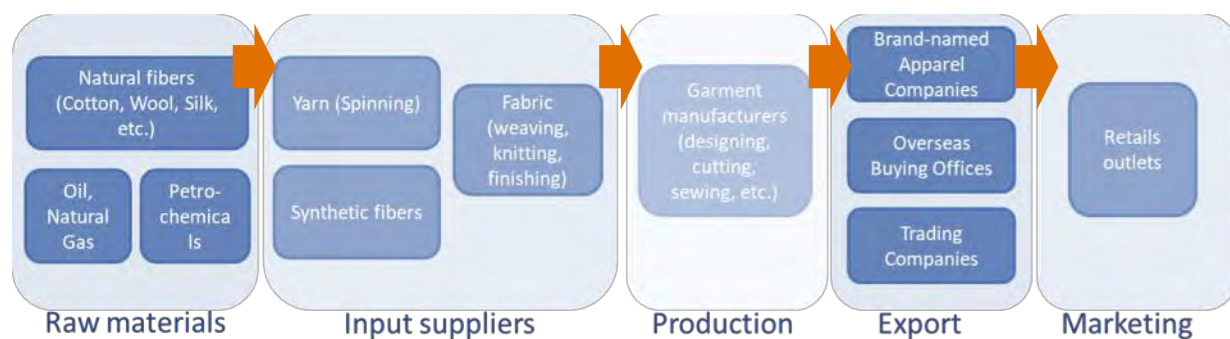 Natural fibers
(Cotton, Wool, Silk,
etc.)
Oil,
Natural
Gas
Petro-
chemica
ls
Raw materials
Yarn (Spinning)
Synthetic fibers
Fabric
(weaving,
knitting,
finishing)
Input suppliers
Garment
manufacturers
(designing,
cutting,
sewing, etc.)
Production
Brand-named
Apparel
Companies
Overseas
Buying Offices
Trading
Companies
Export
Retails
outlets
Marketing